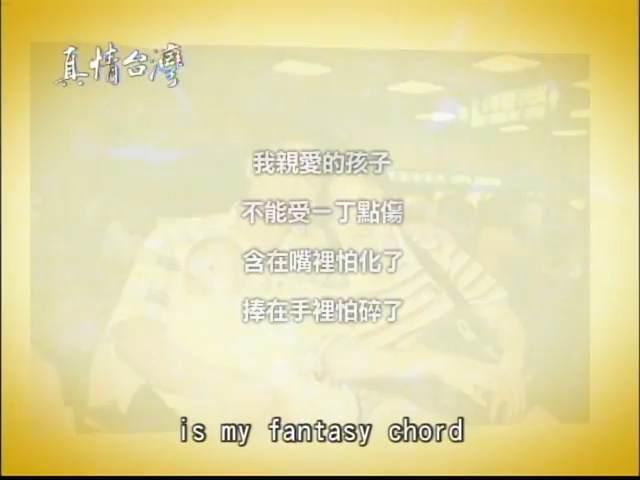 真情台灣
我親愛的孩子
不能受一丁點傷
含在嘴裡怕化了
捧在手裡怕碎了
is my fantasy chord